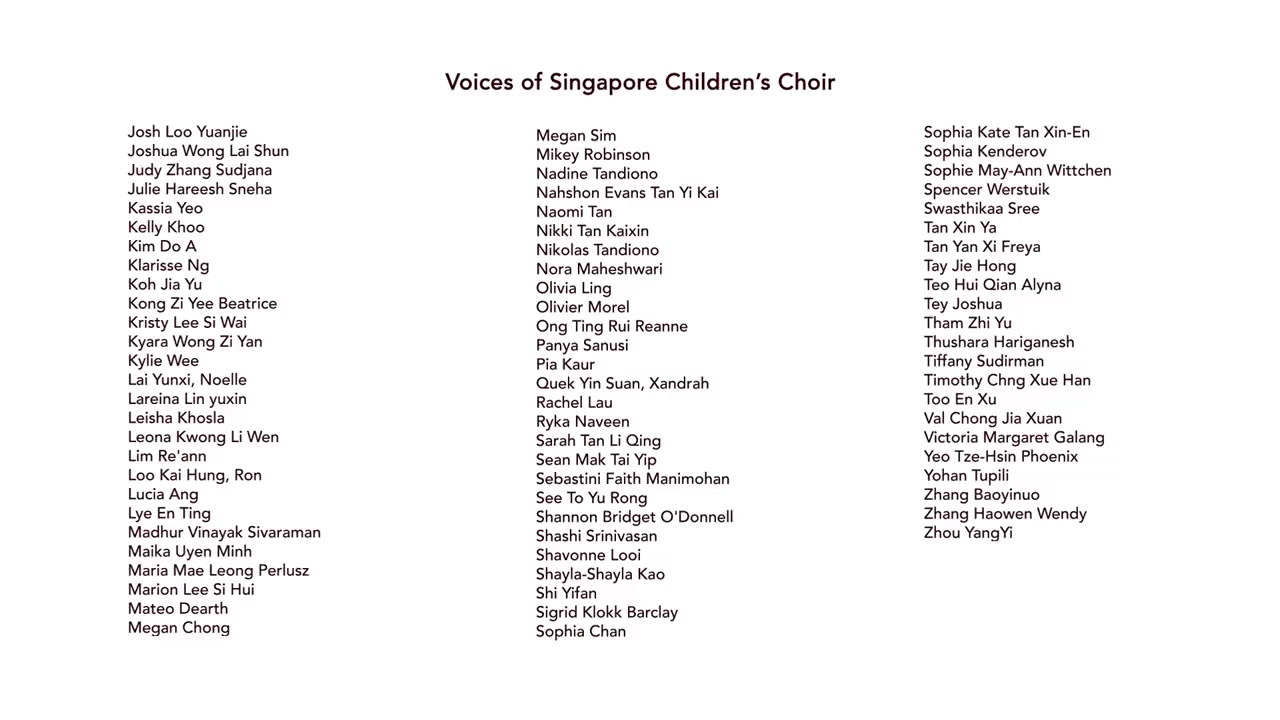 Voices of Singapore Children’s Choir
Josh Loo Yuanjie
Joshua Wong Lai Shun
Judy Zhang Sudjana
Julie Hareesh Sneha
Kassia Yeo
Kelly Khoo
Kim Do A
Klarisse Ng
Koh Jia Yu
Kong Zi Yee Beatrice
Kristy Lee Si Wai
Kyara Wong Zi Yan
Kylie Wee
Lai Yunxi, Noelle
Lareina Lin yuxin
Leisha Khosla
Leona Kwong Li Wen
Lim Re'ann
Loo Kai Hung, Ron
Lucia Ang
Lye En Ting
Madhur Vinayak Sivaraman
Maika Uyen Minh
Maria Mae Leong Perlusz
Marion Lee Si Hui
Mateo Dearth
Megan Chong
Megan Sim
Mikey Robinson
Nadine Tandiono
Nahshon Evans Tan Yi Kai
Naomi Tan
Nikki Tan Kaixin
Nikolas Tandiono
Nora Maheshwari
Olivia Ling
Olivier Morel
Ong Ting Rui Reanne
Panya Sanusi
Pia Kaur
Quek Yin Suan, Xandrah
Rachel Lau
Ryka Naveen
Sarah Tan Li Qing
Sean Mak Tai Yip
Sebastini Faith Manimohan
See To Yu Rong
Shannon Bridget O'Donnell
Shashi Srinivasan
Shavonne Looi
Shayla-Shayla Kao
Shi Yifan
Sigrid Klokk Barclay
Sophia Chan
Sophia Kate Tan Xin-En
Sophia Kenderov
Sophie May-Ann Wittchen
Spencer Werstuik
Swasthikaa Sree
Tan Xin Ya
Tan Yan Xi Freya
Tay Jie Hong
Teo Hui Qian Alyna
Tey Joshua
Tham Zhi Yu
Thushara Hariganesh
Tiffany Sudirman
Timothy Chng Xue Han
Too En Xu
Val Chong Jia Xuan
Victoria Margaret Galang
Yeo Tze-Hsin Phoenix
Yohan Tupili
Zhang Baoyinuo
Zhang Haowen Wendy
Zhou YangYi